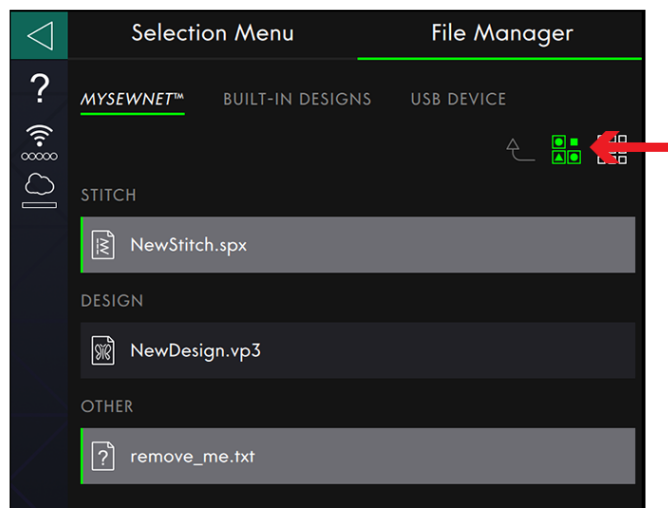 Selection Menu
File Manager
?
MYSEWNET™
BUILT-IN DESIGNS
USB DEVICE
STITCH
NewStitch.spx
DESIGN
NewDesign.vp3
OTHER
?
remove_me.txt